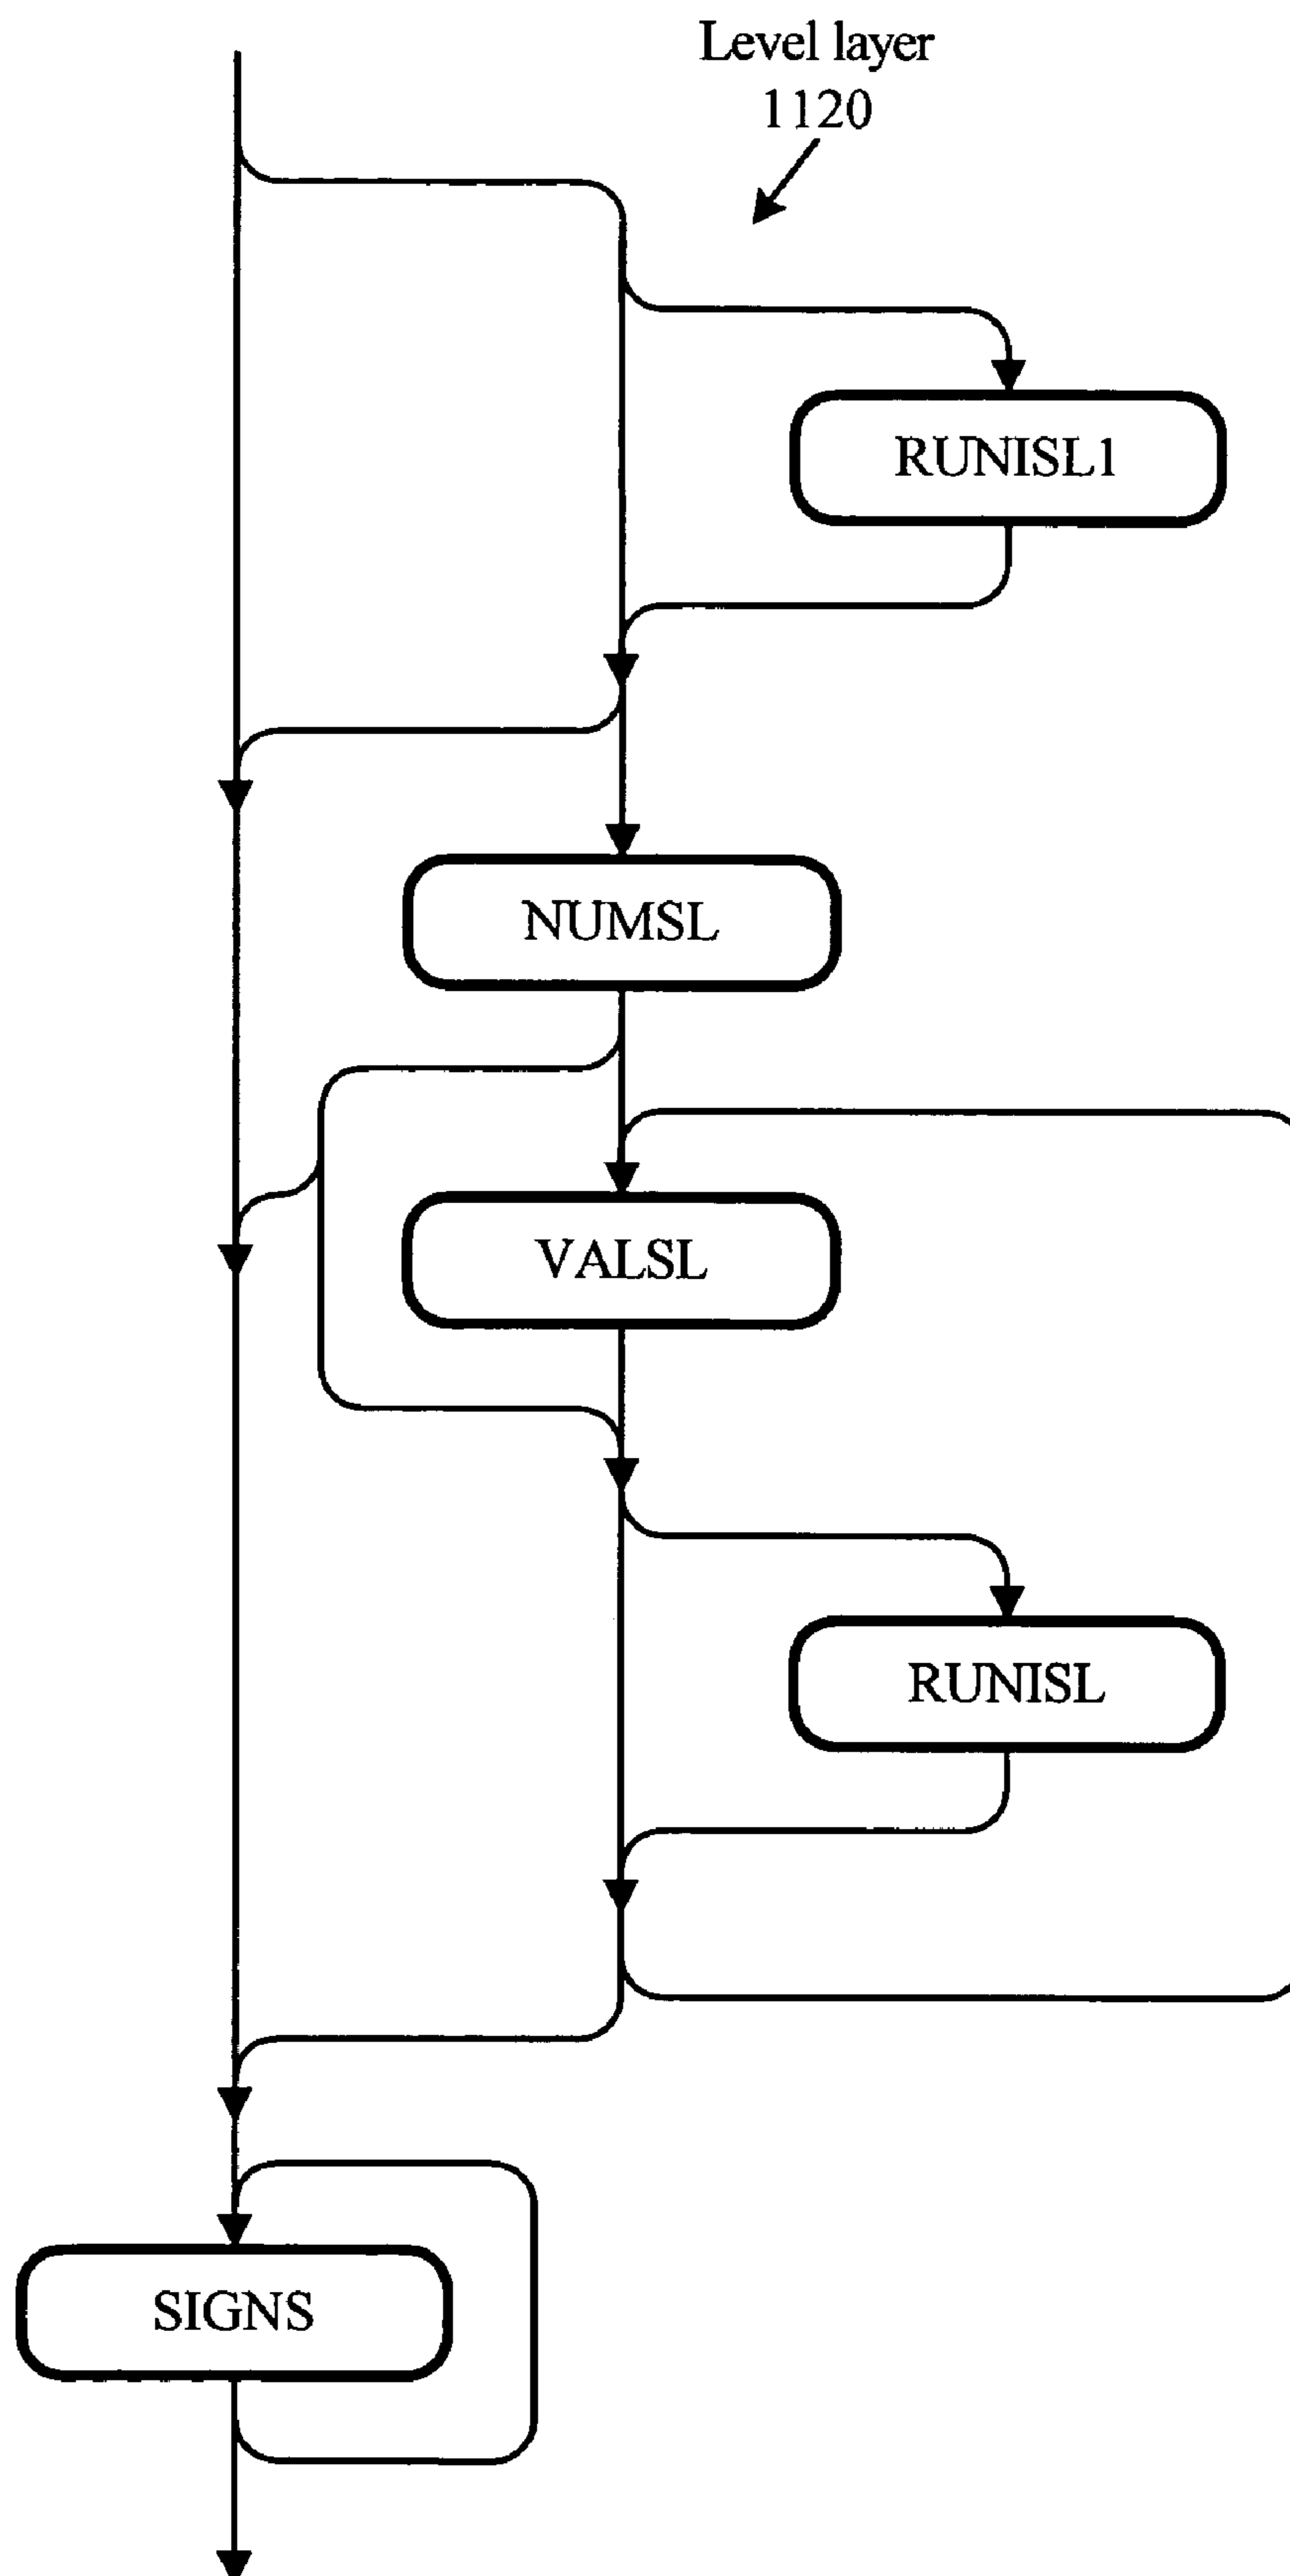 Level layer
1120
RUNISL1
NUMSL
VALSL
RUNISL
SIGNS